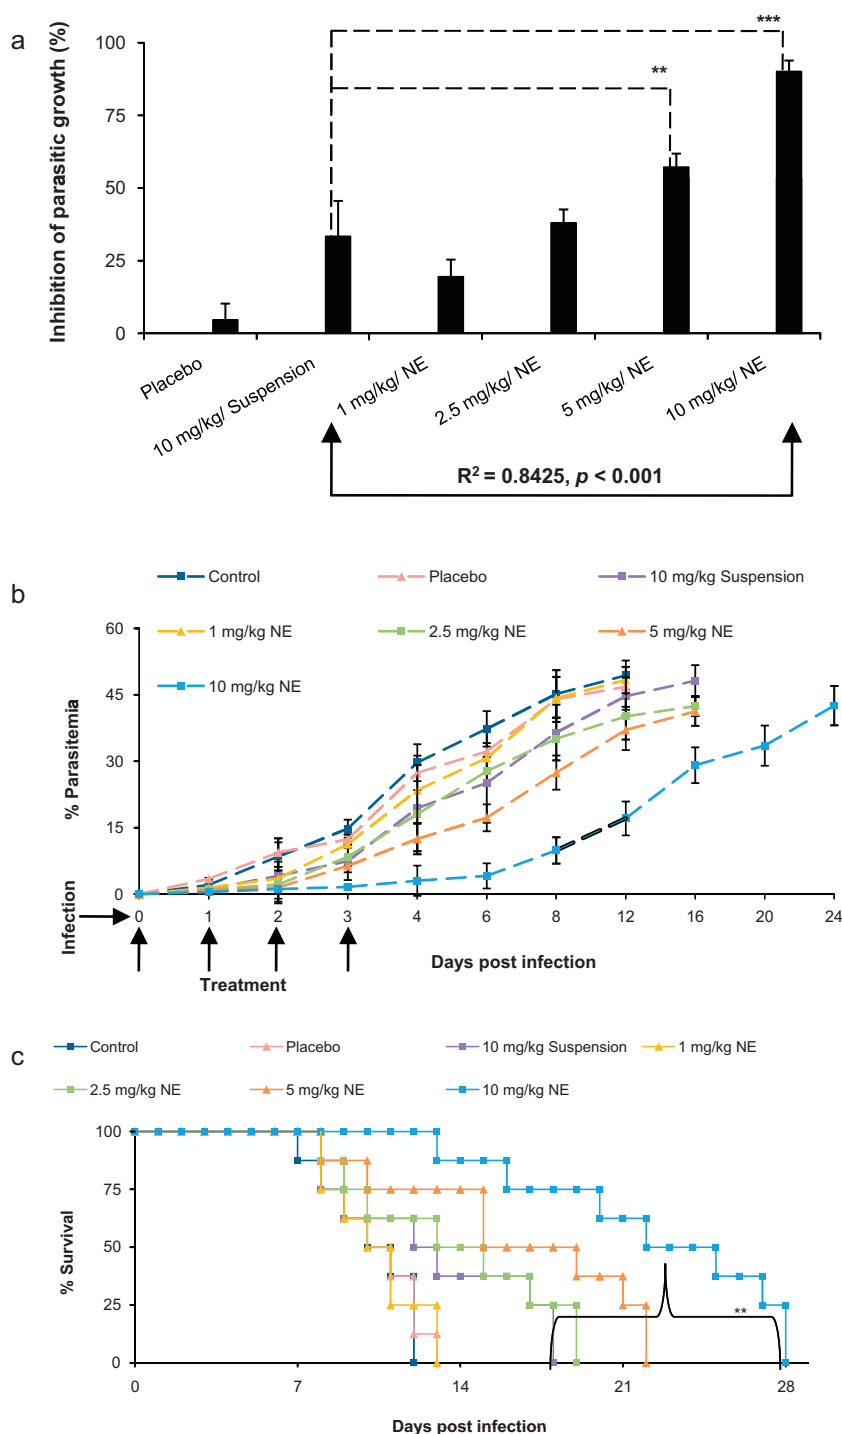 a
Inhibition of parasitic growth (%)
100
75
50
25
0
***
**
Placebo
10 mg/kg/ Suspension
1 mg/kg/ NE
2.5 mg/kg/ NE
5 mg/kg/ NE
10 mg/kg/ NE
R² = 0.8425, p < 0.001
b
Control
Placebo
10 mg/kg Suspension
1 mg/kg NE
2.5 mg/kg NE
5 mg/kg NE
10 mg/kg NE
% Parasitemia
60
45
30
15
0
Infection
0 1 2 3 4 6 8 12 16 20 24
Treatment
Days post infection
c
Control
Placebo
10 mg/kg Suspension
1 mg/kg NE
2.5 mg/kg NE
5 mg/kg NE
10 mg/kg NE
% Survival
100
75
50
25
0
**
0 7 14 21 28
Days post infection